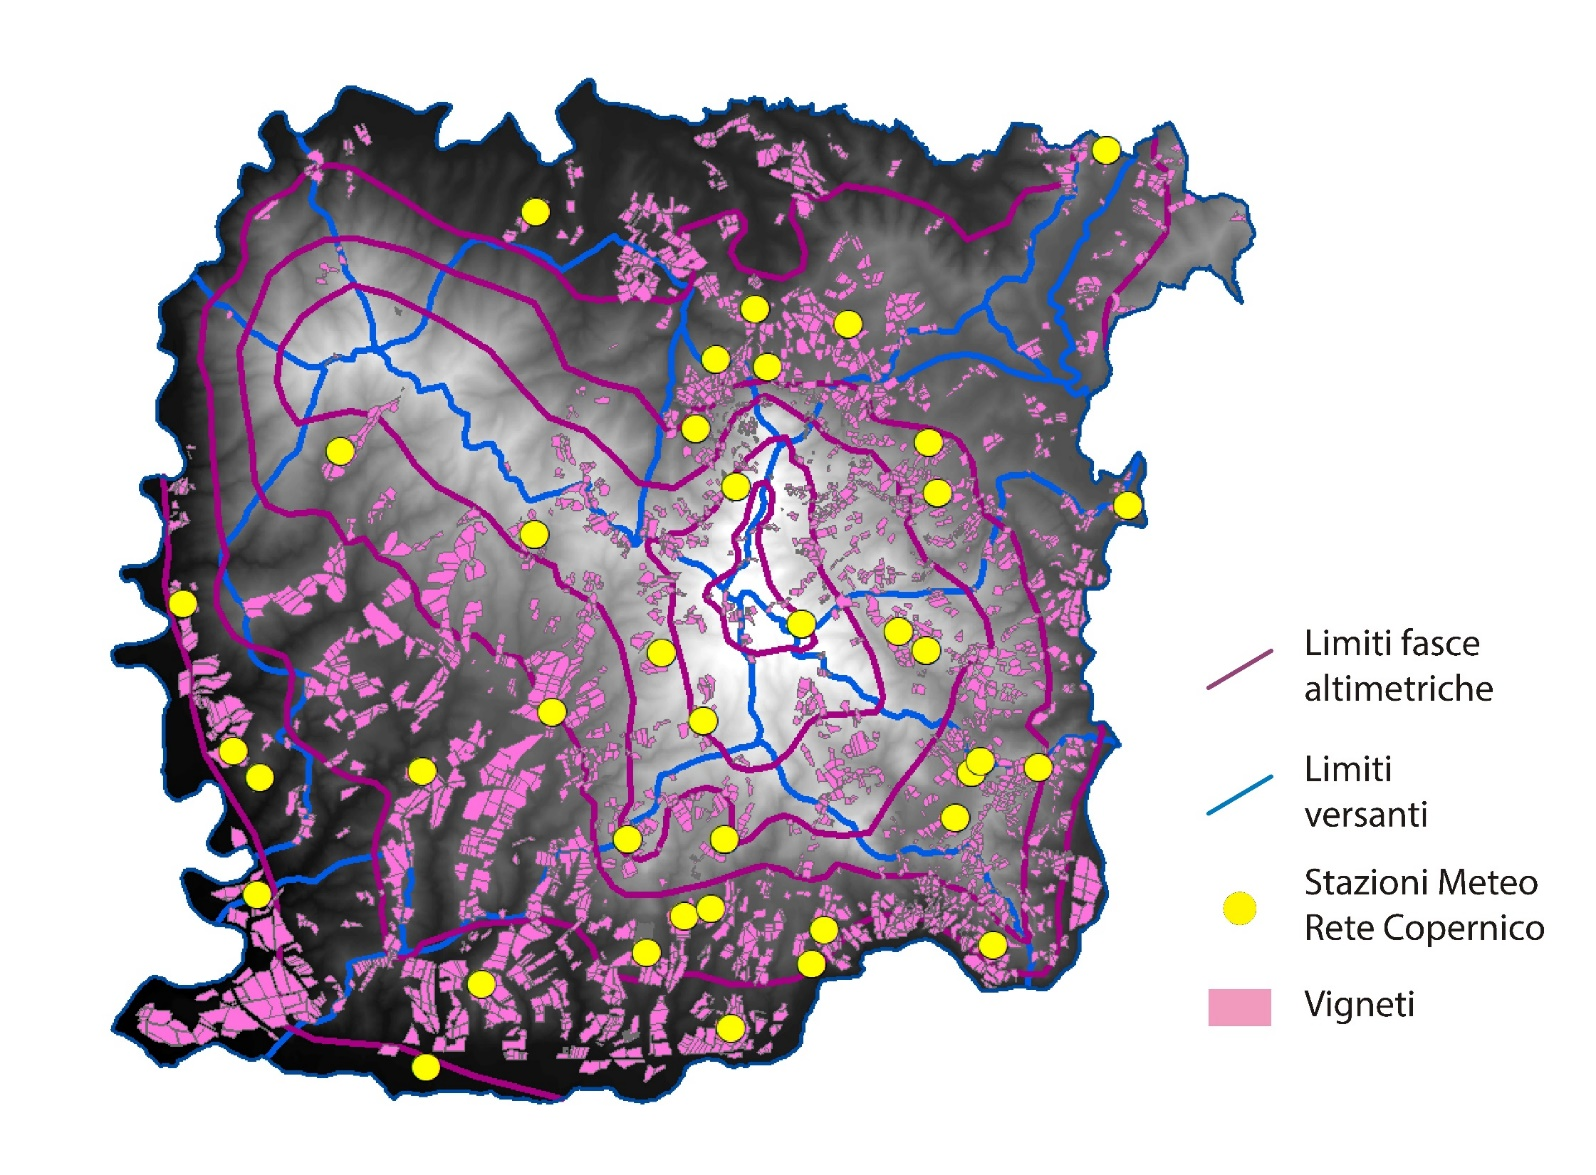 Limiti fasce
altimetriche
Limiti
versanti
Stazioni Meteo
Rete Copernico
Vigneti